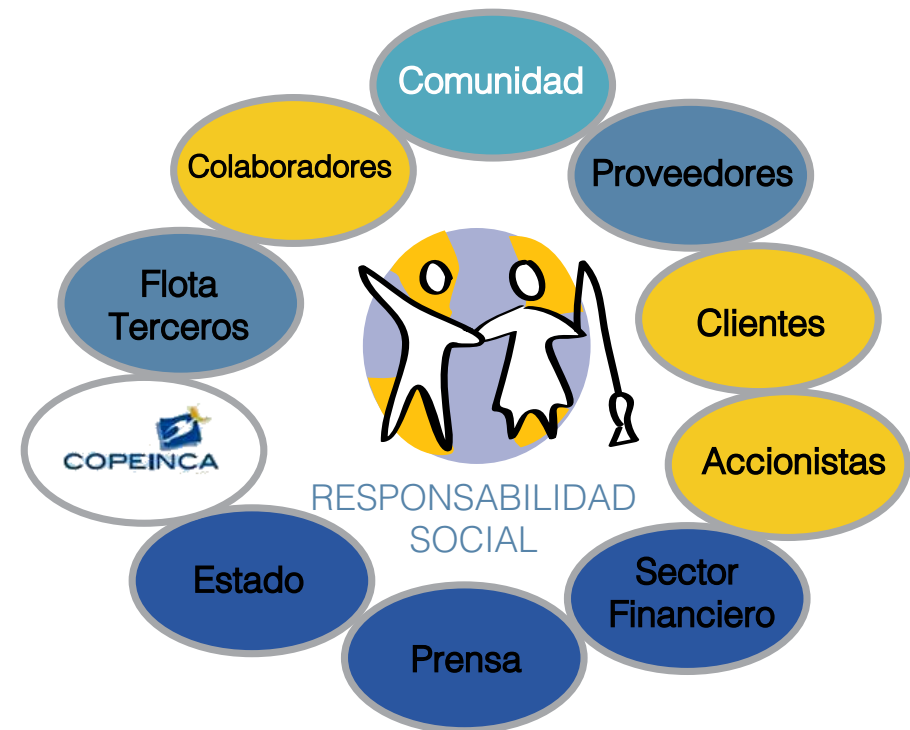 Comunidad
Colaboradores
Proveedores
Flota
Terceros
Clientes
COPEINCA
Accionistas
RESPONSABILIDAD
SOCIAL
Estado
Sector
Financiero
Prensa